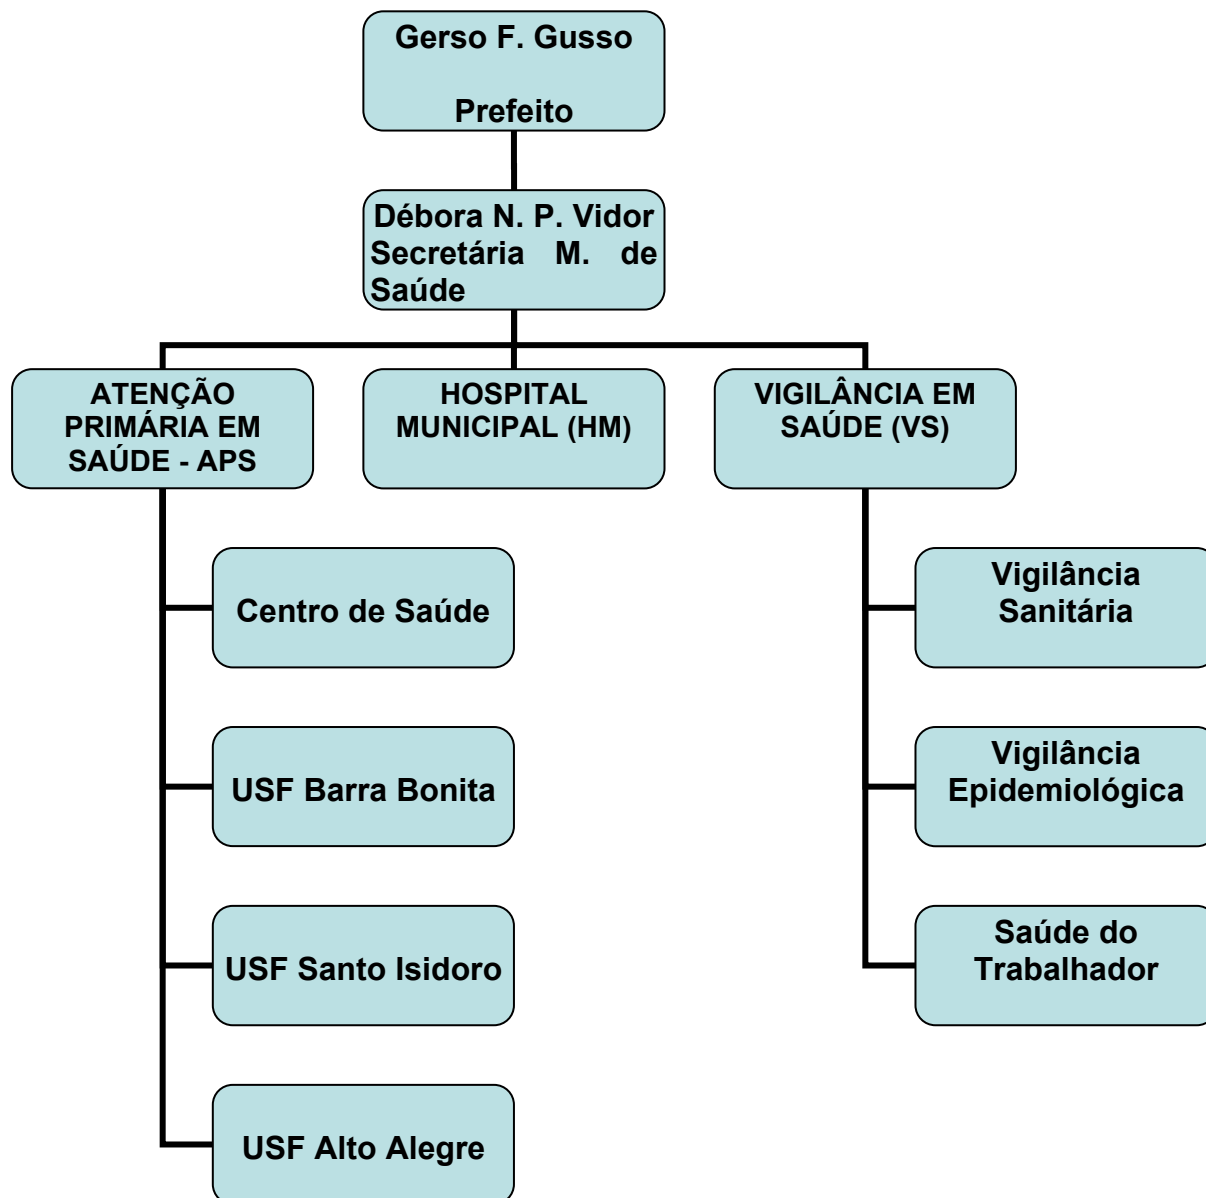 Gerso F. Gusso
Prefeito
Débora N. P. Vidor
Secretária M. de
Saúde
ATENÇÃO
PRIMÁRIA EM
SAÚDE - APS
HOSPITAL
MUNICIPAL (HM)
VIGILÂNCIA EM
SAÚDE (VS)
Centro de Saúde
USF Barra Bonita
USF Santo Isidoro
USF Alto Alegre
Vigilância
Sanitária
Vigilância
Epidemiológica
Saúde do
Trabalhador